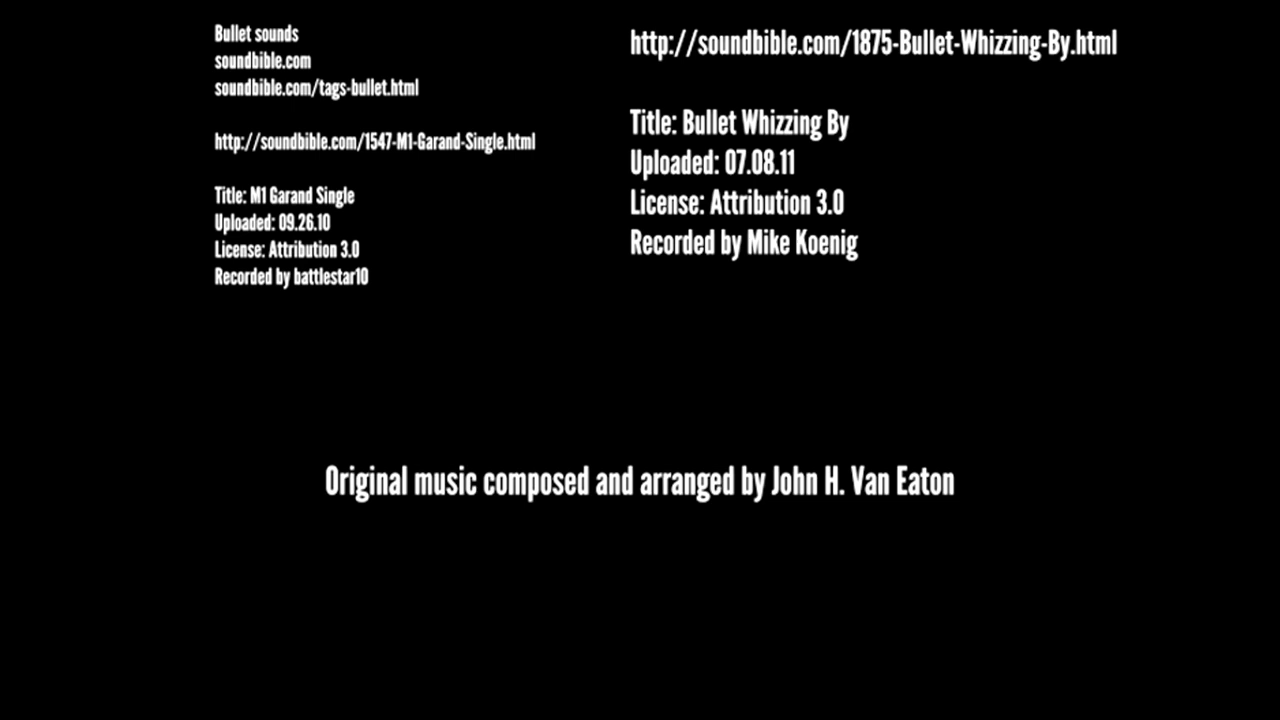 Bullet sounds
soundbible.com
soundbible.com/tags-bullet.html
http://soundbible.com/1547-M1-Garand-Single.html
Title: M1 Garand Single
Uploaded: 09.26.10
License: Attribution 3.0
Recorded by battlestar10
http://soundbible.com/1875-Bullet-Whizzing-By.html
Title: Bullet Whizzing By
Uploaded: 07.08.11
License: Attribution 3.0
Recorded by Mike Koenig
Original music composed and arranged by John H. Van Eaton